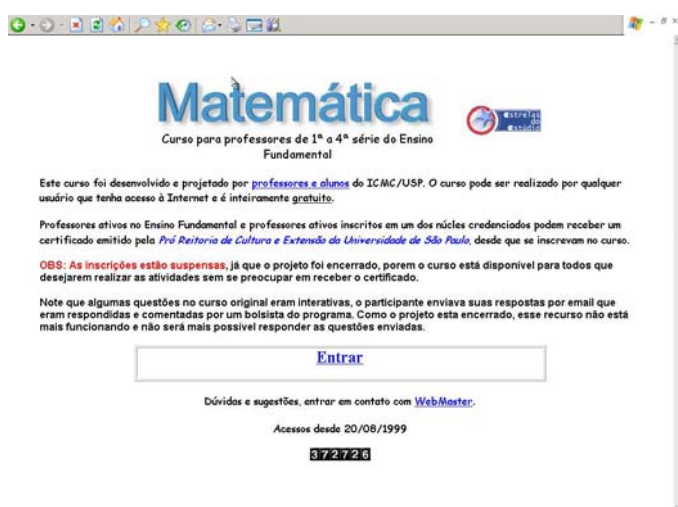 Matemática
estrelas
do
estúdio
Curso para professores de 1ª a 4ª série do Ensino
Fundamental
Este curso foi desenvolvido e projetado por professores e alunos do ICMC/USP. O curso pode ser realizado por qualquer
usuário que tenha acesso à Internet e é inteiramente gratuito.
Professores ativos no Ensino Fundamental e professores ativos inscritos em um dos núcles credenciados podem receber um
certificado emitido pela Pró Reitoria de Cultura e Extensão da Universidade de São Paulo, desde que se inscrevam no curso.
OBS: As inscrições estão suspensas, já que o projeto foi encerrado, porem o curso está disponível para todos que
desejarem realizar as atividades sem se preocupar em receber o certificado.
Note que algumas questões no curso original eram interativas, o participante enviava suas respostas por email que
eram respondidas e comentadas por um bolsista do programa. Como o projeto esta encerrado, esse recurso não está
mais funcionando e não será mais possível responder as questões enviadas.
Entrar
Dúvidas e sugestões, entrar em contato com WebMaster.
Acessos desde 20/08/1999
372726